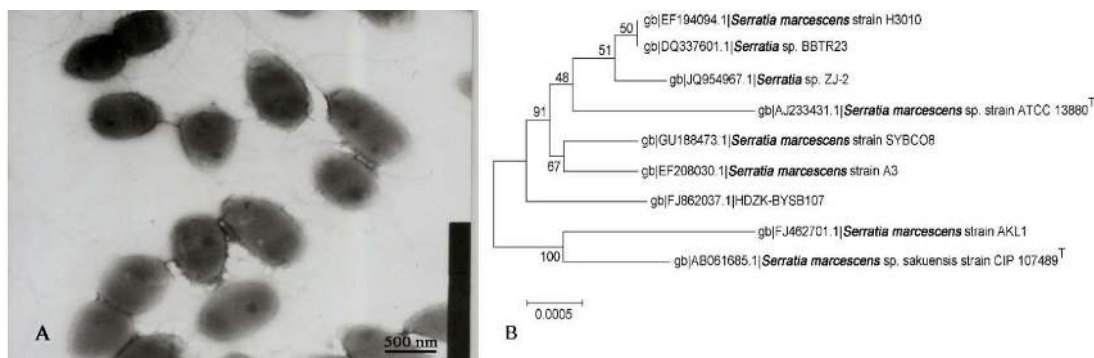 A
500 nm
B
gb|EF194094.1|Serratia marcescens strain H3010
gb|DQ337601.1|Serratia sp. BBTR23
gb|JQ954967.1|Serratia sp. ZJ-2
gb|AJ233431.1|Serratia marcescens sp. strain ATCC 13880T
gb|GU188473.1|Serratia marcescens strain SYBCO8
gb|EF208030.1|Serratia marcescens strain A3
gb|FJ862037.1|HDZK-BYSB107
gb|FJ462701.1|Serratia marcescens strain AKL1
gb|AB061685.1|Serratia marcescens sp. sakuensis strain CIP 107489T
50
51
48
91
67
100
0.0005